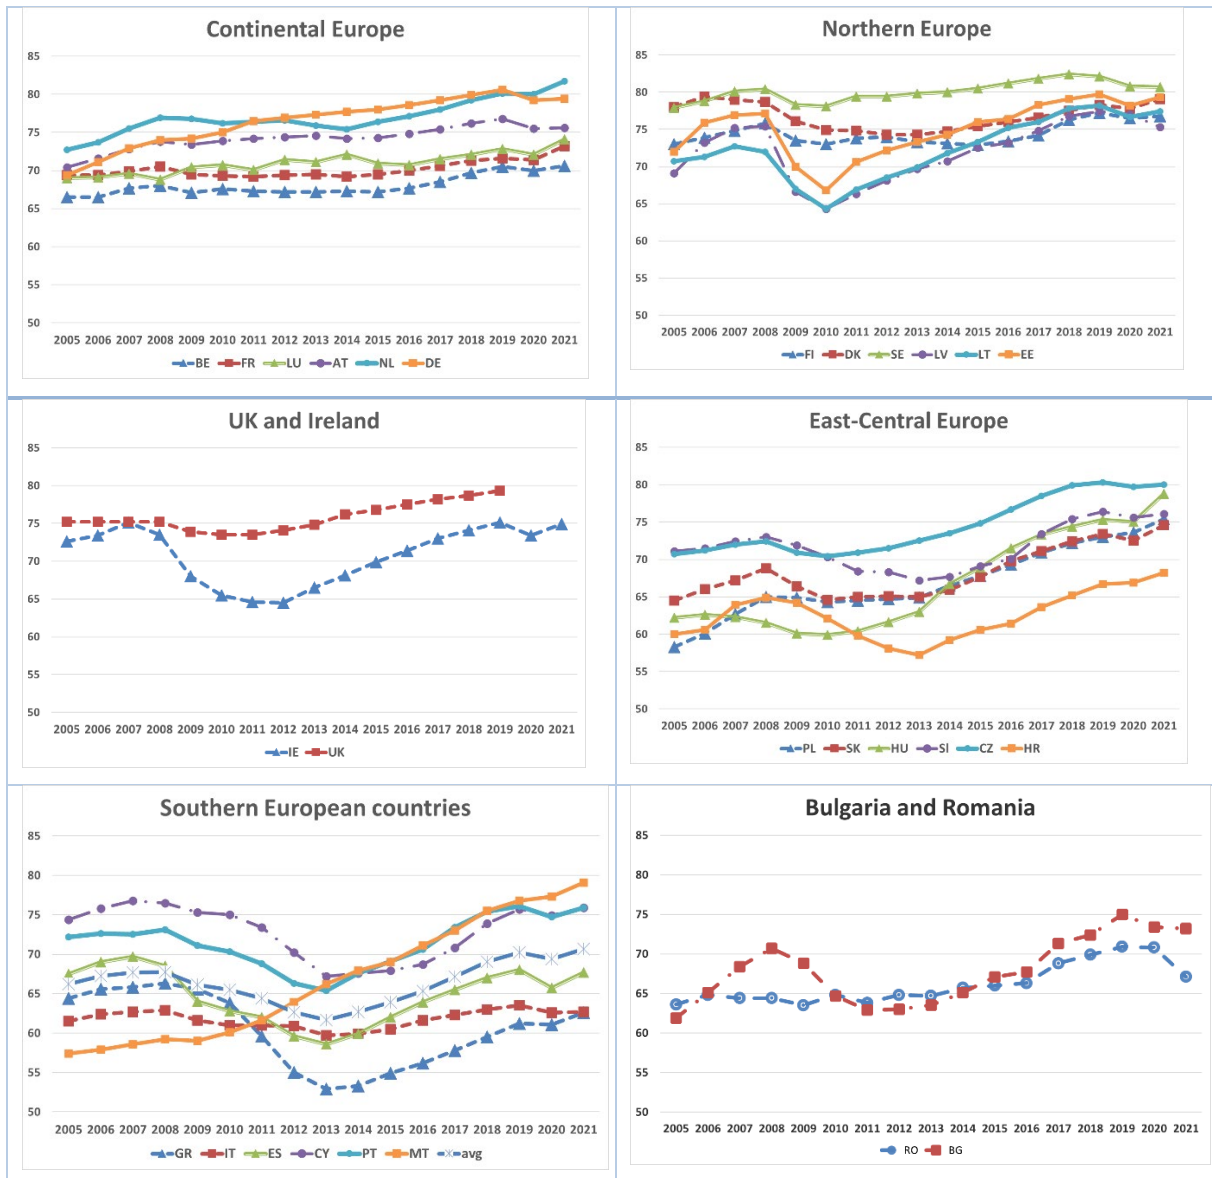 Continental Europe
85
80
75
70
65
60
55
50
2005 2006 2007 2008 2009 2010 2011 2012 2013 2014 2015 2016 2017 2018 2019 2020 2021
BE FR LU AT NL DE
Northern Europe
85
80
75
70
65
60
55
50
2005 2006 2007 2008 2009 2010 2011 2012 2013 2014 2015 2016 2017 2018 2019 2020 2021
FI DK SE LV LT EE
UK and Ireland
85
80
75
70
65
60
55
50
2005 2006 2007 2008 2009 2010 2011 2012 2013 2014 2015 2016 2017 2018 2019 2020 2021
IE UK
East-Central Europe
85
80
75
70
65
60
55
50
2005 2006 2007 2008 2009 2010 2011 2012 2013 2014 2015 2016 2017 2018 2019 2020 2021
PL SK HU SI CZ HR
Southern European countries
85
80
75
70
65
60
55
50
2005 2006 2007 2008 2009 2010 2011 2012 2013 2014 2015 2016 2017 2018 2019 2020 2021
GR IT ES CY PT MT avg
Bulgaria and Romania
85
80
75
70
65
60
55
50
2005 2006 2007 2008 2009 2010 2011 2012 2013 2014 2015 2016 2017 2018 2019 2020 2021
RO BG